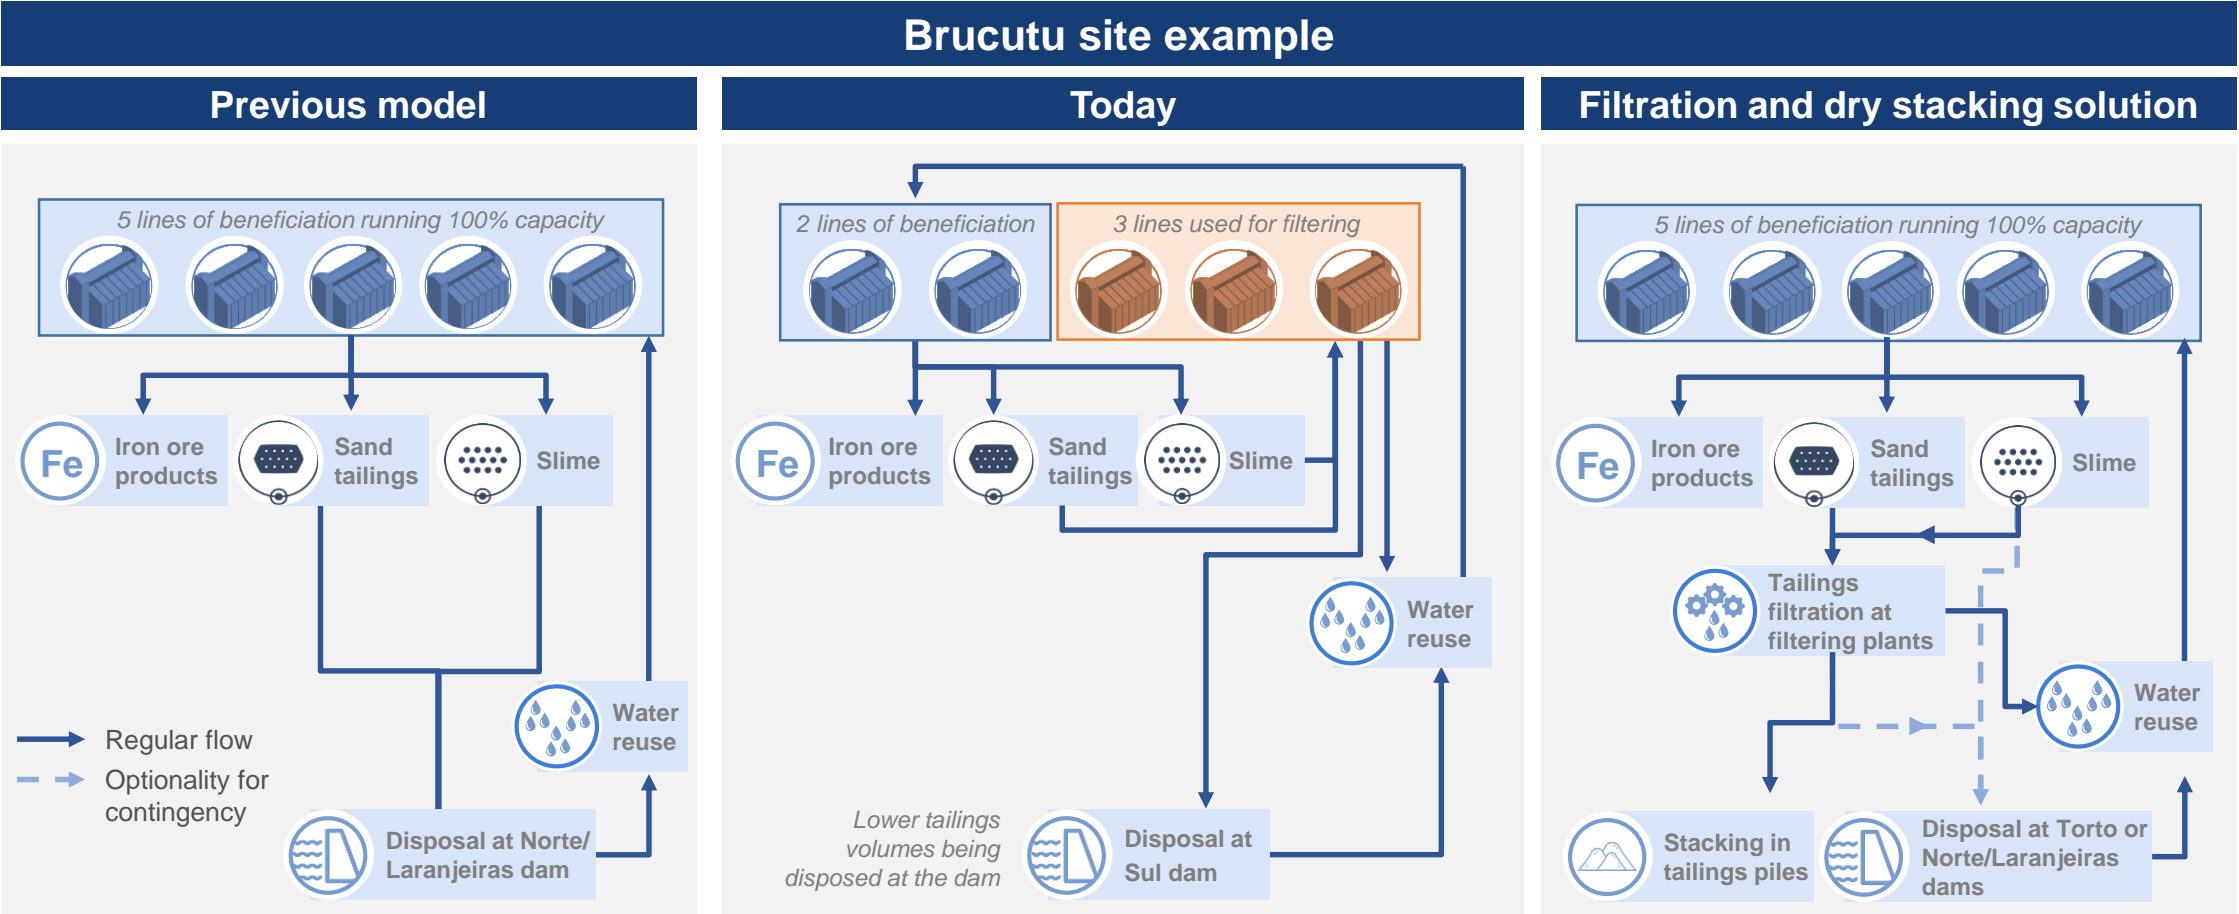 Brucutu site example
Previous model
5 lines of beneficiation running 100% capacity
Fe
Iron ore
products
Sand
tailings
Slime
Water
reuse
Regular flow
Optionality for
contingency
Disposal at Norte/
Laranjeiras dam
Today
2 lines of beneficiation
3 lines used for filtering
Fe
Iron ore
products
Sand
tailings
Slime
Water
reuse
Lower tailings
volumes being
disposed at the dam
Disposal at
Sul dam
Filtration and dry stacking solution
5 lines of beneficiation running 100% capacity
Fe
Iron ore
products
Sand
tailings
Slime
Tailings
filtration at
filtering plants
Water
reuse
Stacking in
tailings piles
Disposal at Torto or
Norte/Laranjeiras
dams